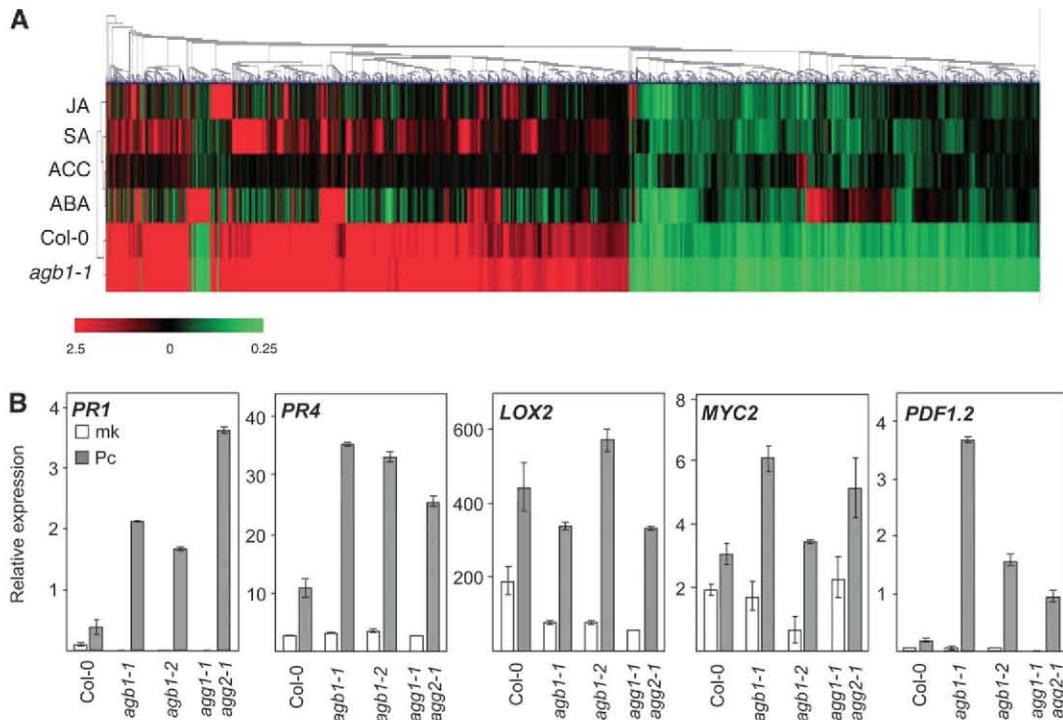 A
JA
SA
ACC
ABA
Col-0
agb1-1
2.5 0 0.25
B
Relative expression
PR1
mk
Pc
4
3
2
1
Col-0
agb1-1
agb1-2
agg1-1
agg2-1
PR4
40
30
20
10
Col-0
agb1-1
agb1-2
agg1-1
agg2-1
LOX2
600
400
200
Col-0
agb1-1
agb1-2
agg1-1
agg2-1
MYC2
8
6
4
2
Col-0
agb1-1
agb1-2
agg1-1
agg2-1
PDF1.2
4
3
2
1
Col-0
agb1-1
agb1-2
agg1-1
agg2-1